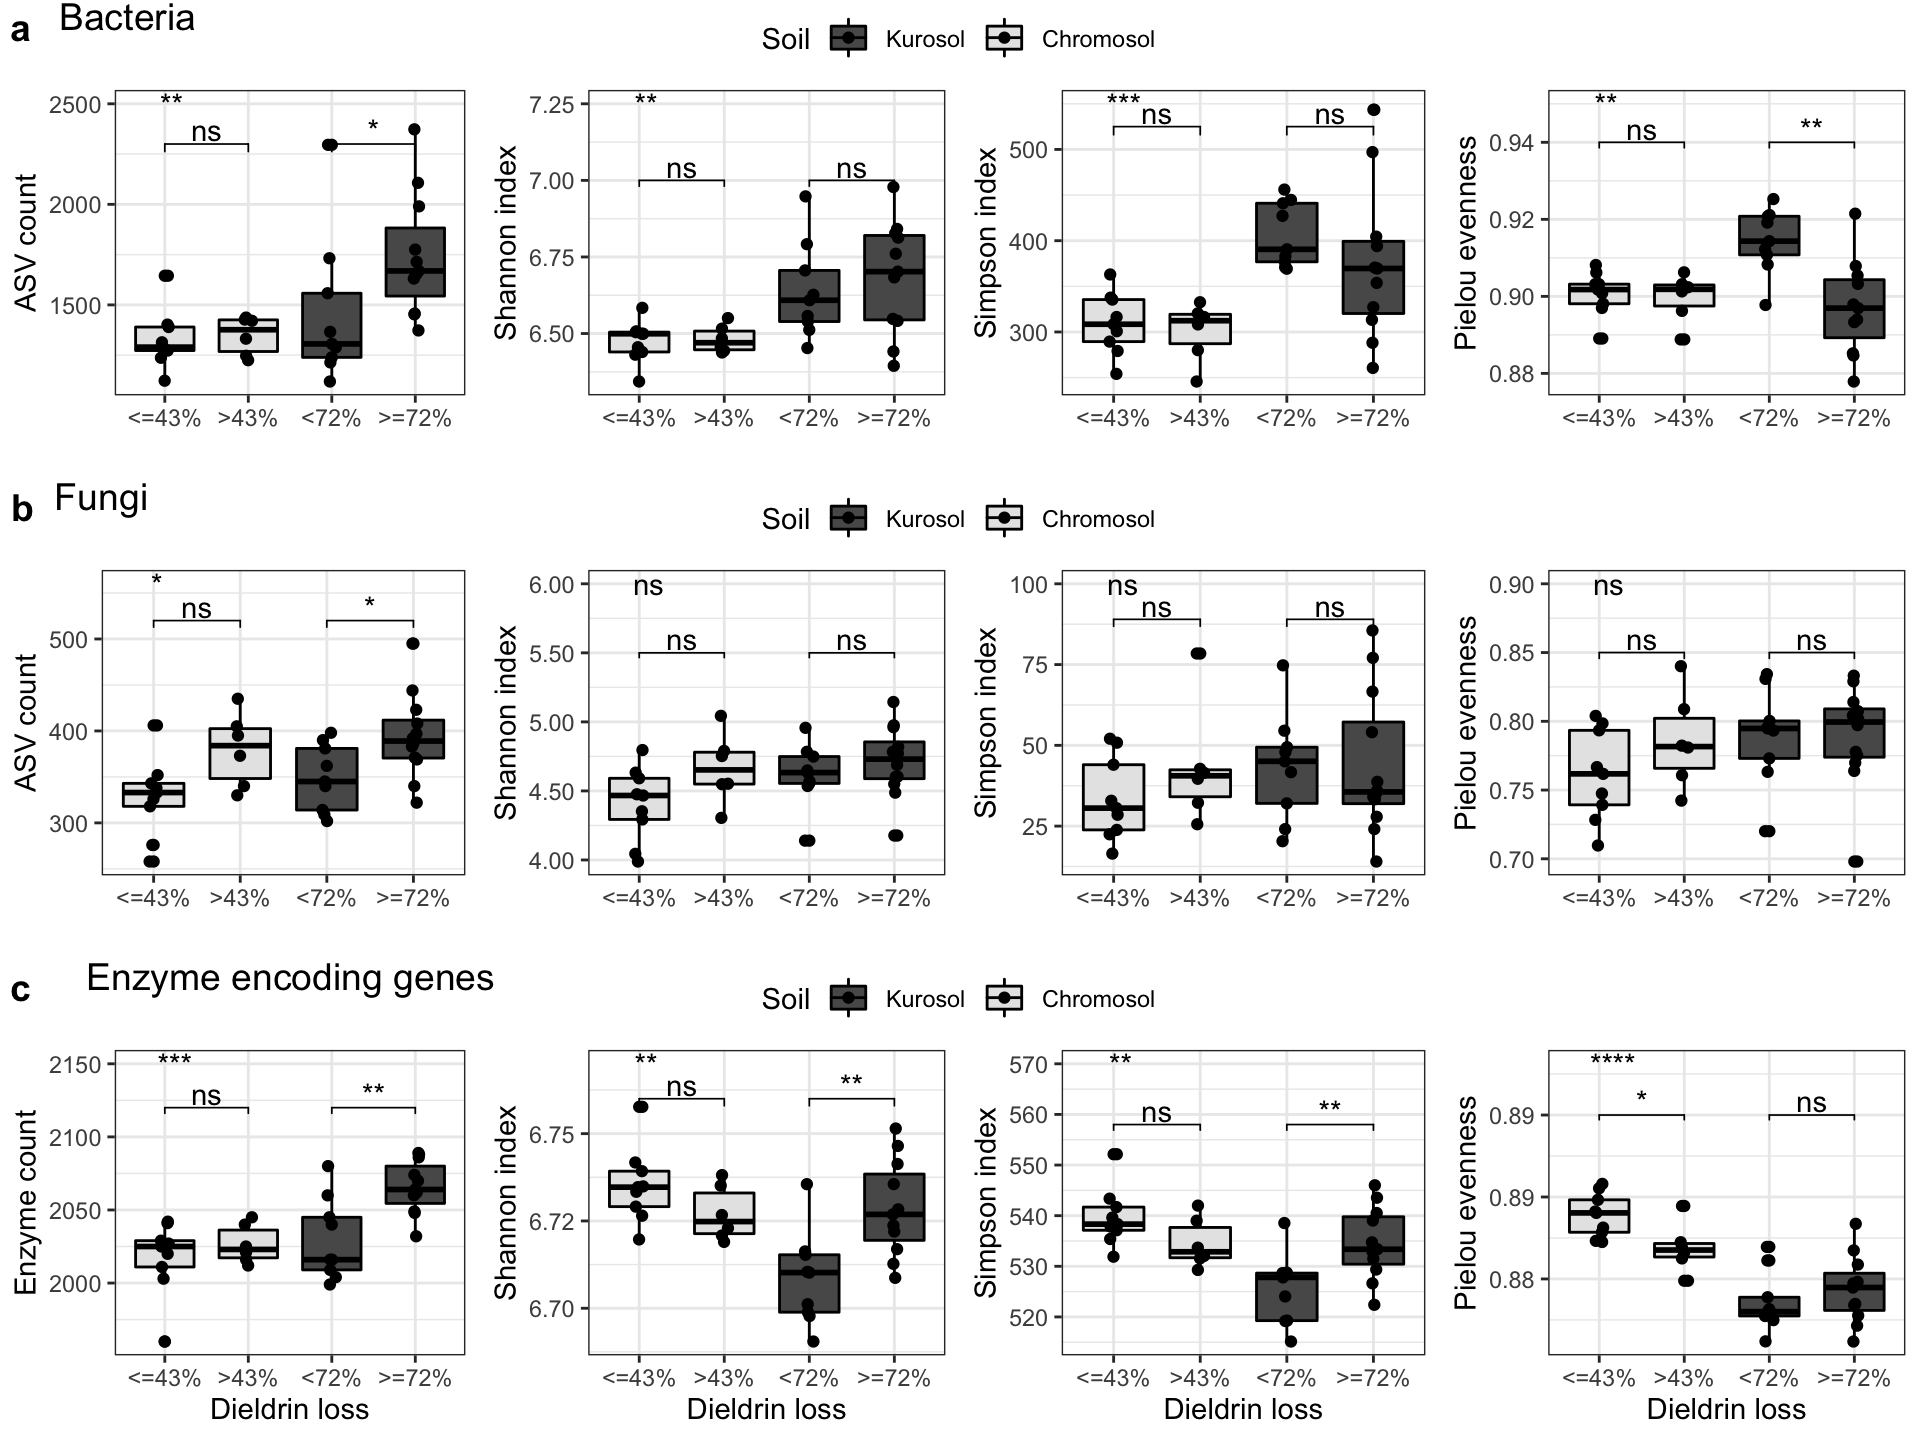 a Bacteria
Soil Kurosol Chromosol
ASV count
2500
2000
1500
**
ns
*
<=43% >43% <72% >=72%
Shannon index
7.25
7.00
6.75
6.50
**
ns
ns
<=43% >43% <72% >=72%
Simpson index
500
400
300
***
ns
ns
<=43% >43% <72% >=72%
Pielou evenness
0.94
0.92
0.90
0.88
**
ns
**
<=43% >43% <72% >=72%
b Fungi
Soil Kurosol Chromosol
ASV count
500
400
300
*
ns
*
<=43% >43% <72% >=72%
Shannon index
6.00
5.50
5.00
4.50
4.00
ns
ns
ns
<=43% >43% <72% >=72%
Simpson index
100
75
50
25
ns
ns
ns
<=43% >43% <72% >=72%
Pielou evenness
0.90
0.85
0.80
0.75
0.70
ns
ns
ns
<=43% >43% <72% >=72%
c Enzyme encoding genes
Soil Kurosol Chromosol
Enzyme count
2150
2100
2050
2000
***
ns
**
<=43% >43% <72% >=72%
Dieldrin loss
Shannon index
6.75
6.72
6.70
**
ns
**
<=43% >43% <72% >=72%
Dieldrin loss
Simpson index
570
560
550
540
530
520
**
ns
**
<=43% >43% <72% >=72%
Dieldrin loss
Pielou evenness
0.89
0.89
0.88
****
*
ns
<=43% >43% <72% >=72%
Dieldrin loss